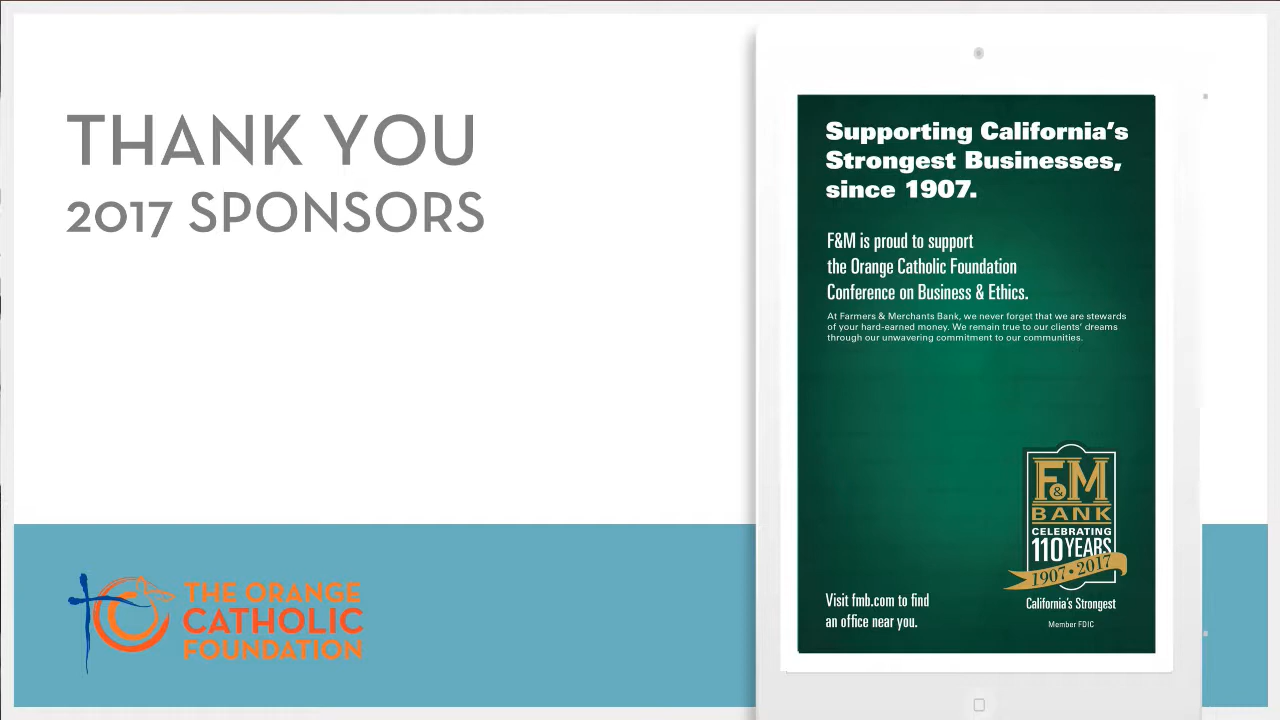 THANK YOU
2017 SPONSORS
THE ORANGE
CATHOLIC
FOUNDATION
Supporting California's
Strongest Businesses,
since 1907.
F&M is proud to support
the Orange Catholic Foundation
Conference on Business & Ethics.
At Farmers & Merchants Bank, we never forget that we are stewards
of your hard-earned money. We remain true to our clients' dreams
through our unwavering commitment to our communities.
F&M
BANK
CELEBRATING
110 YEARS
1907 • 2017
California's Strongest
Member FDIC
Visit fmb.com to find
an office near you.